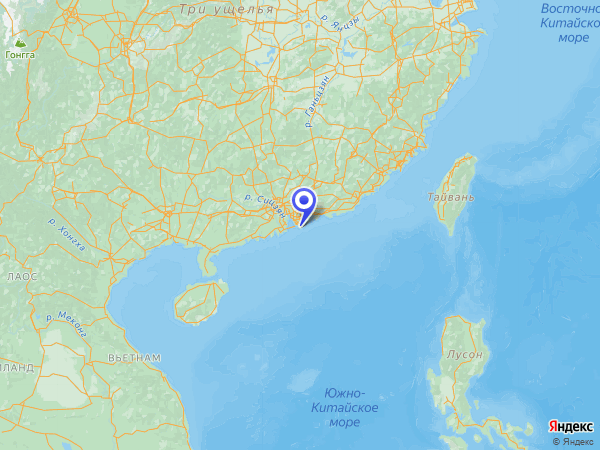 Восточно-
Китайское
море
Три ущелья
р. Янцзы
Гонгга
р. Ганьцзян
р. Сицзян
Тайвань
р. Хонгха
ЛАОС
р. Меконг
ВЬЕТНАМ
Лусон
Южно-
Китайское
море
Яндекс
© Яндекс